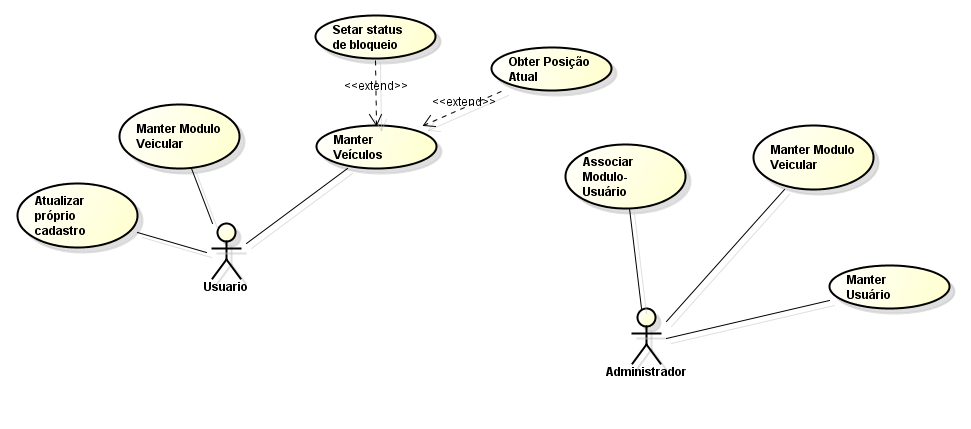 Setar status
de bloqueio
Obter Posição
Atual
<<extend>>
<<extend>>
Manter Modulo
Veicular
Manter
Veículos
Atualizar
próprio
cadastro
Usuario
Associar
Modulo-
Usuário
Manter Modulo
Veicular
Manter
Usuário
Administrador